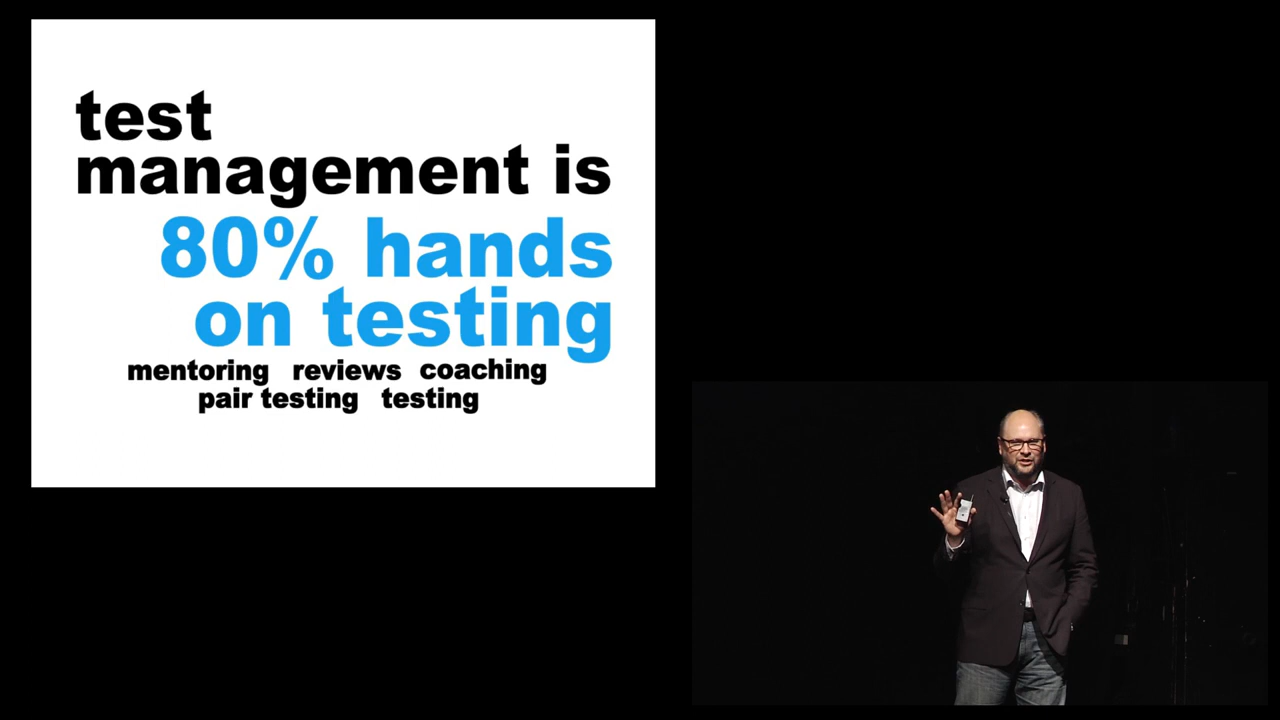 test
management is
80% hands
on testing
mentoring reviews coaching
pair testing testing